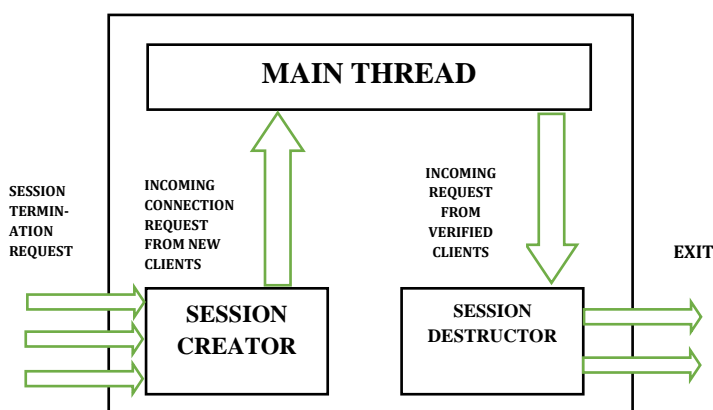 MAIN THREAD
SESSION
TERMIN-
ATION
REQUEST
INCOMING
CONNECTION
REQUEST
FROM NEW
CLIENTS
INCOMING
REQUEST
FROM
VERIFIED
CLIENTS
EXIT
SESSION
CREATOR
SESSION
DESTRUCTOR